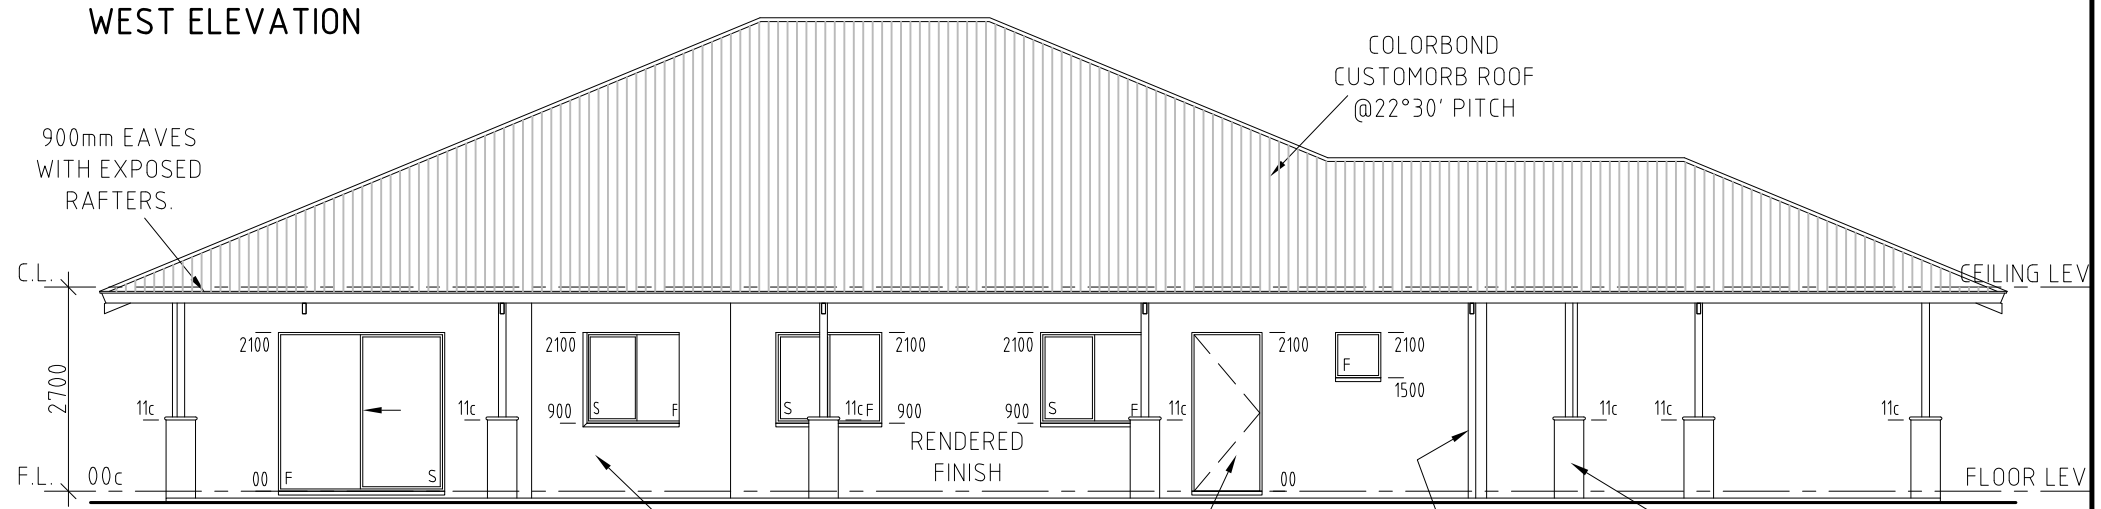 WEST ELEVATION
COLORBOND
CUSTOMORB ROOF
@22°30' PITCH
900mm EAVES
WITH EXPOSED
RAFTERS.
C.L.
CEILING LEV
2100
2100
2100
2100
2100
2100
F
1500
2700
11c
11c
900
S
F
S
11c
F
900
900
S
F
11c
11c
11c
11c
RENDERED
FINISH
F.L.
00c
00
F
S
00
FLOOR LEV